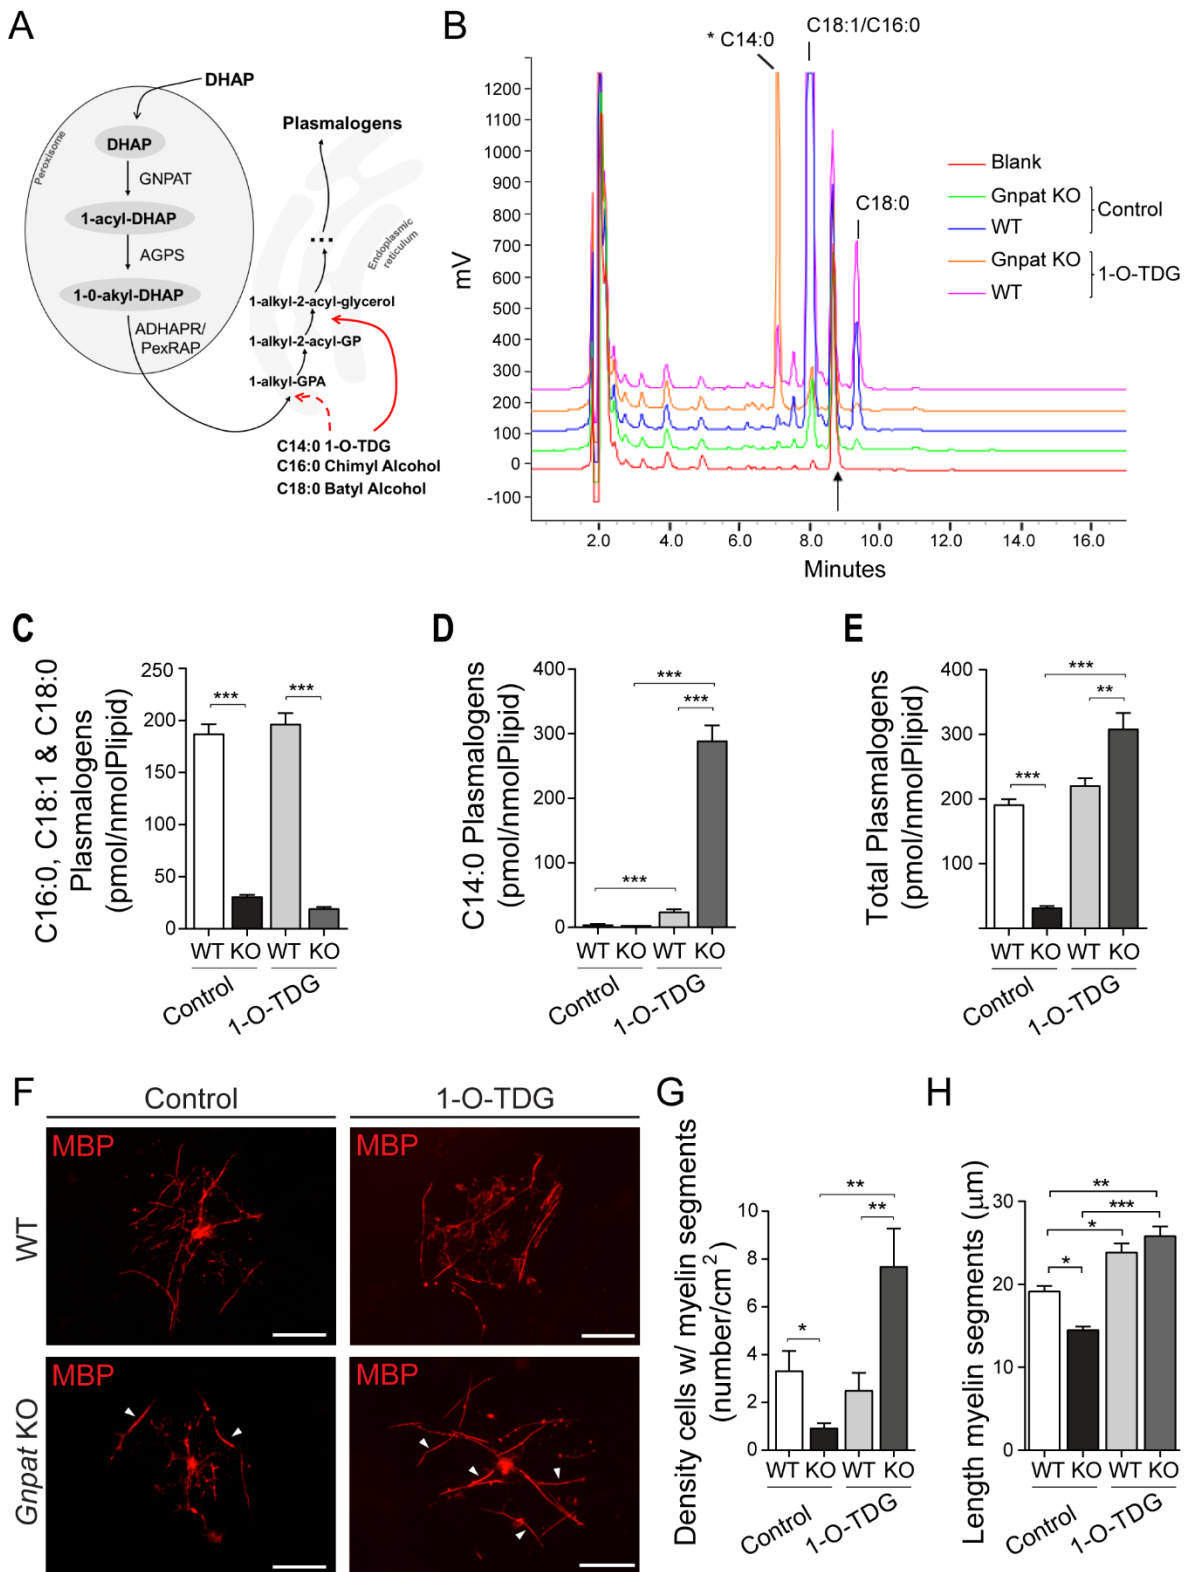 A
DHAP
Peroxisome
DHAP
GNPAT
1-acyl-DHAP
AGPS
1-0-akyl-DHAP
ADHAPR/
PexRAP
Plasmalogens
...
Endoplasmic
reticulum
1-alkyl-2-acyl-glycerol
1-alkyl-2-acyl-GP
1-alkyl-GPA
C14:0 1-O-TDG
C16:0 Chimyl Alcohol
C18:0 Batyl Alcohol
B
C18:1/C16:0
* C14:0
C18:0
1200
1100
1000
900
800
700
600
500
400
300
200
100
0
-100
mV
2.0 4.0 6.0 8.0 10.0 12.0 14.0 16.0
Minutes
Blank
Gnpat KO
WT
Control
Gnpat KO
WT
1-O-TDG
C
C16:0, C18:1 & C18:0
Plasmalogens
(pmol/nmolPlipid)
250
200
150
100
50
0
*** ***
WT KO WT KO
Control 1-O-TDG
D
C14:0 Plasmalogens
(pmol/nmolPlipid)
400
300
200
100
0
***
***
***
WT KO WT KO
Control 1-O-TDG
E
Total Plasmalogens
(pmol/nmolPlipid)
400
300
200
100
***
**
***
WT KO WT KO
Control 1-O-TDG
F
Control 1-O-TDG
WT
MBP MBP
Gnpat KO
MBP MBP
G
Density cells w/ myelin segments
(number/cm2)
10
8
6
4
2
0
**
**
*
WT KO WT KO
Control 1-O-TDG
H
Length myelin segments (μm)
30
20
10
0
**
***
*
*
WT KO WT KO
Control 1-O-TDG